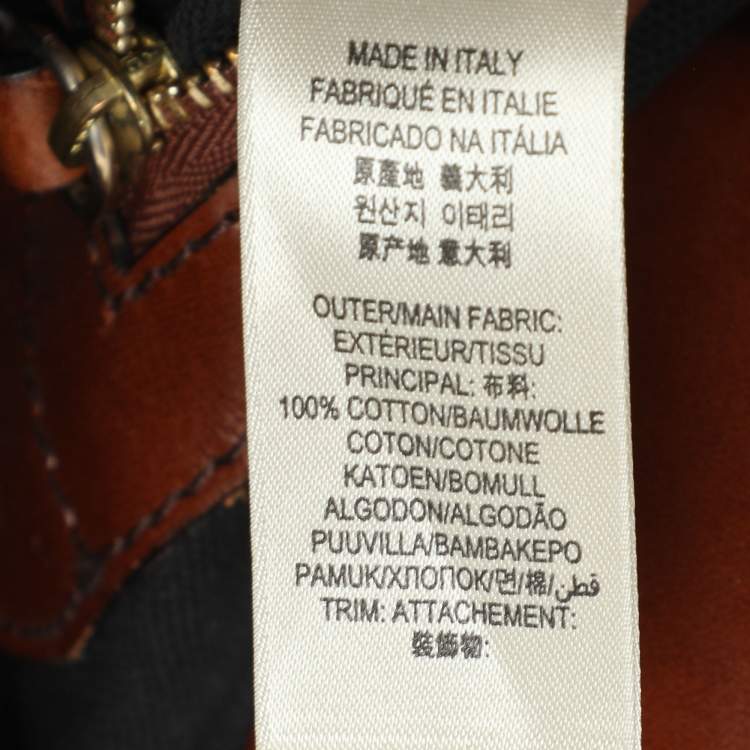 MADE IN ITALY
FABRIQUÉ EN ITALIE
FABRICADO NA ITÁLIA
原產地 義大利
원산지 이태리
原产地 意大利
OUTER/MAIN FABRIC:
EXTÉRIEUR/TISSU
PRINCIPAL: 布料:
100% COTTON/BAUMWOLLE
COTON/COTONE
KATOEN/BOMULL
ALGODON/ALGODÃO
PUUVILLA/BAMBAKEPO
PAMUK/ХЛОПОК/면/棉/قطن
TRIM: ATTACHEMENT:
裝飾物: